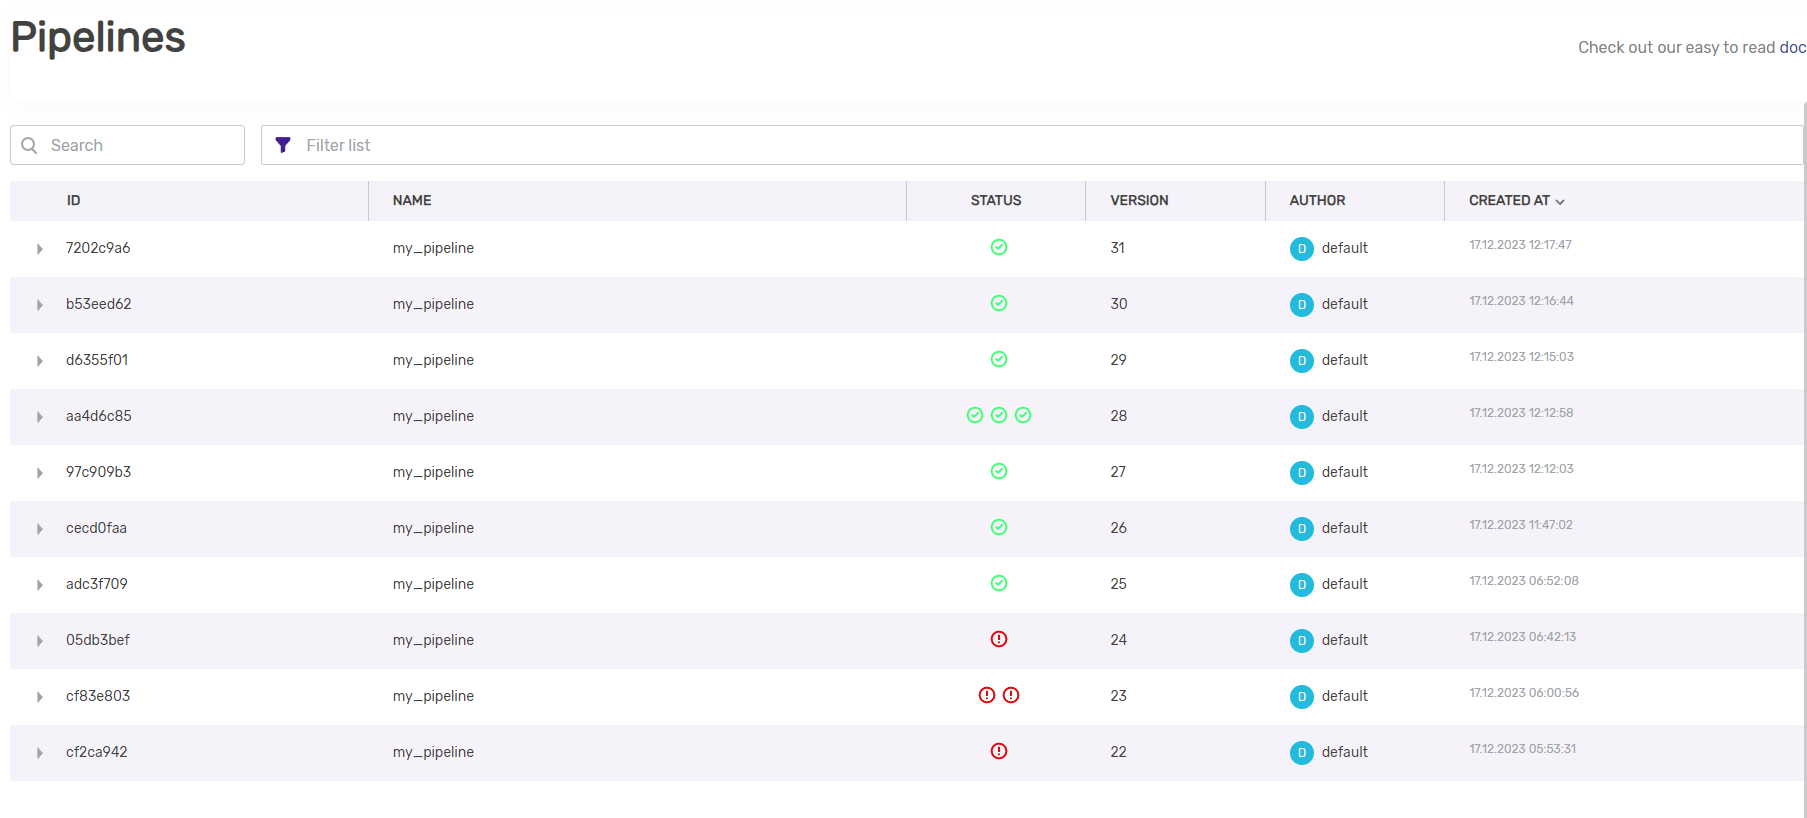 Pipelines
Check out our easy to read doc
Search
Filter list
ID NAME STATUS VERSION AUTHOR CREATED AT
7202c9a6 my_pipeline 31 D default 17.12.2023 12:17:47
b53eed62 my_pipeline 30 D default 17.12.2023 12:16:44
d6355f01 my_pipeline 29 D default 17.12.2023 12:15:03
aa4d6c85 my_pipeline 28 D default 17.12.2023 12:12:58
97c909b3 my_pipeline 27 D default 17.12.2023 12:12:03
cecd0faa my_pipeline 26 D default 17.12.2023 11:47:02
adc3f709 my_pipeline 25 D default 17.12.2023 06:52:08
05db3bef my_pipeline 24 D default 17.12.2023 06:42:13
cf83e803 my_pipeline 23 D default 17.12.2023 06:00:56
cf2ca942 my_pipeline 22 D default 17.12.2023 05:53:31